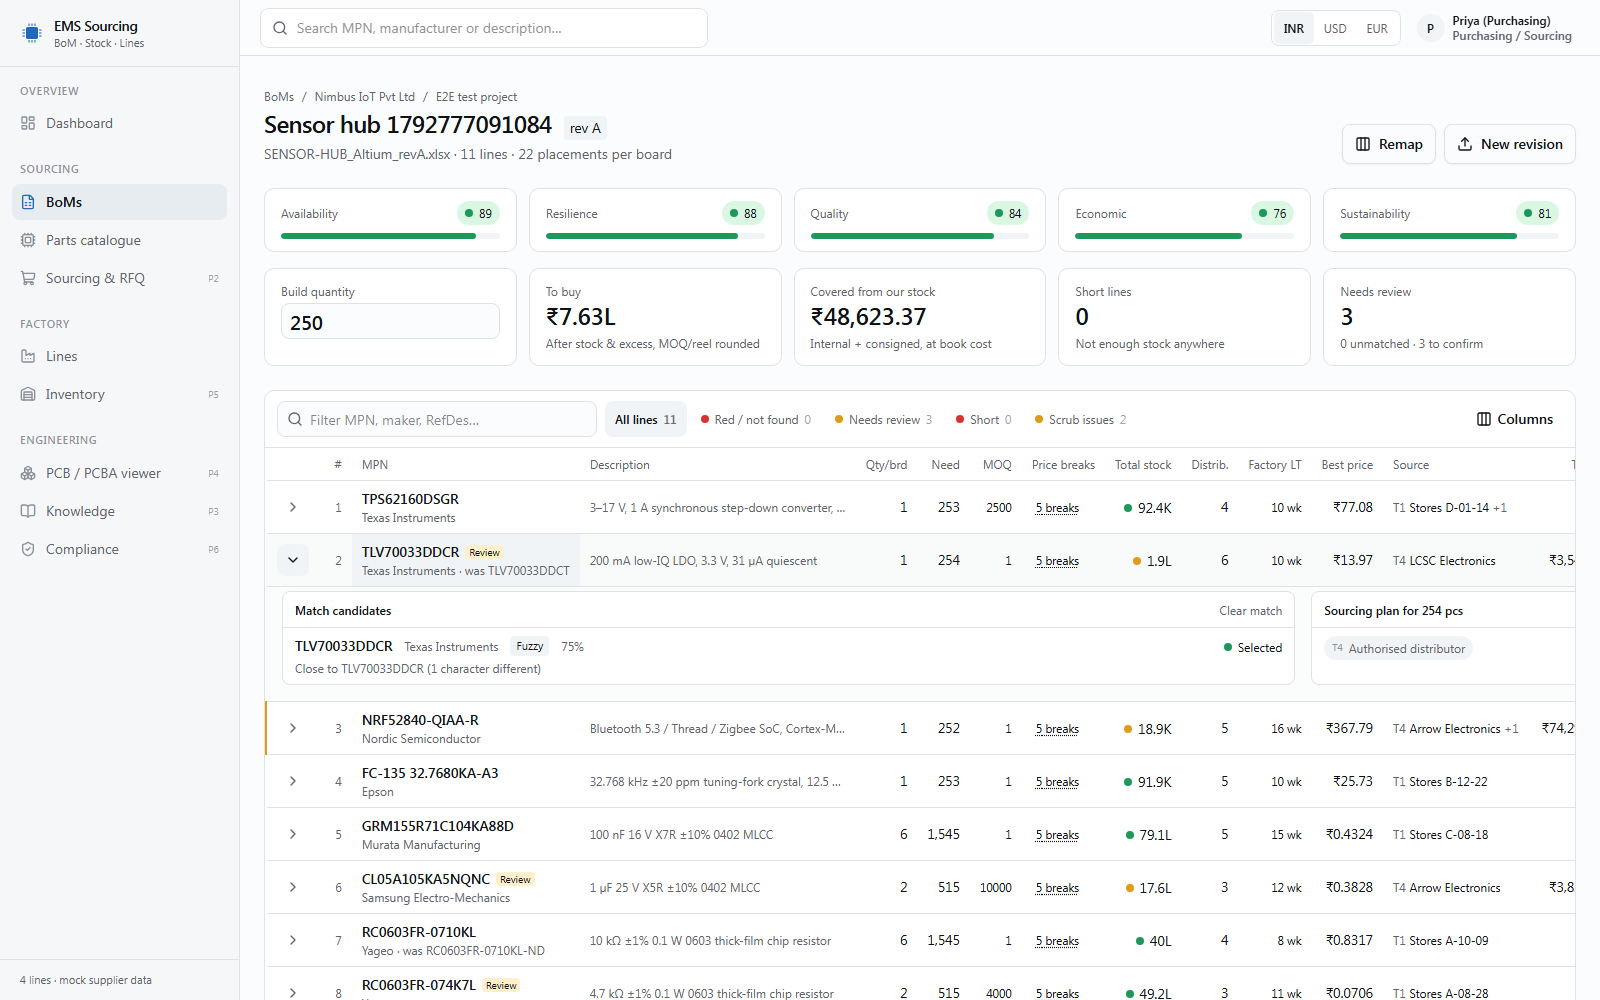 EMS Sourcing
BoM · Stock · Lines
Search MPN, manufacturer or description...
INR USD EUR
P
Priya (Purchasing)
Purchasing / Sourcing
OVERVIEW
Dashboard
SOURCING
BoMs
Parts catalogue
Sourcing & RFQ P2
FACTORY
Lines
Inventory P5
ENGINEERING
PCB / PCBA viewer P4
Knowledge P3
Compliance P6
4 lines · mock supplier data
BoMs / Nimbus IoT Pvt Ltd / E2E test project
Sensor hub 1792777091084 rev A
SENSOR-HUB_Altium_revA.xlsx · 11 lines · 22 placements per board
Remap
New revision
Availability 89
Resilience 88
Quality 84
Economic 76
Sustainability 81
Build quantity
250
To buy
₹7.63L
After stock & excess, MOQ/reel rounded
Covered from our stock
₹48,623.37
Internal + consigned, at book cost
Short lines
0
Not enough stock anywhere
Needs review
3
0 unmatched · 3 to confirm
Filter MPN, maker, RefDes...
All lines 11
Red / not found 0
Needs review 3
Short 0
Scrub issues 2
Columns
# MPN Description Qty/brd Need MOQ Price breaks Total stock Distrib. Factory LT Best price Source T
1 TPS62160DSGR 3–17 V, 1 A synchronous step-down converter, ... 1 253 2500 5 breaks 92.4K 4 10 wk ₹77.08 T1 Stores D-01-14 +1
Texas Instruments
2 TLV70033DDCR Review 200 mA low-IQ LDO, 3.3 V, 31 µA quiescent 1 254 1 5 breaks 1.9L 6 10 wk ₹13.97 T4 LCSC Electronics ₹3,5
Texas Instruments · was TLV70033DDCT
Match candidates Clear match
TLV70033DDCR Texas Instruments Fuzzy 75% Selected
Close to TLV70033DDCR (1 character different)
Sourcing plan for 254 pcs
T4 Authorised distributor
3 NRF52840-QIAA-R Bluetooth 5.3 / Thread / Zigbee SoC, Cortex-M... 1 252 1 5 breaks 18.9K 5 16 wk ₹367.79 T4 Arrow Electronics +1 ₹74,2
Nordic Semiconductor
4 FC-135 32.7680KA-A3 32.768 kHz ±20 ppm tuning-fork crystal, 12.5 ... 1 253 1 5 breaks 91.9K 5 10 wk ₹25.73 T1 Stores B-12-22
Epson
5 GRM155R71C104KA88D 100 nF 16 V X7R ±10% 0402 MLCC 6 1,545 1 5 breaks 79.1L 5 15 wk ₹0.4324 T1 Stores C-08-18
Murata Manufacturing
6 CL05A105KA5NQNC Review 1 µF 25 V X5R ±10% 0402 MLCC 2 515 10000 5 breaks 17.6L 3 12 wk ₹0.3828 T4 Arrow Electronics ₹3,8
Samsung Electro-Mechanics
7 RC0603FR-0710KL 10 kΩ ±1% 0.1 W 0603 thick-film chip resistor 6 1,545 1 5 breaks 40L 4 8 wk ₹0.8317 T1 Stores A-10-09
Yageo · was RC0603FR-0710KL-ND
8 RC0603FR-074K7L Review 4.7 kΩ ±1% 0.1 W 0603 thick-film chip resistor 2 515 4000 5 breaks 49.2L 3 11 wk ₹0.0706 T1 Stores A-08-28